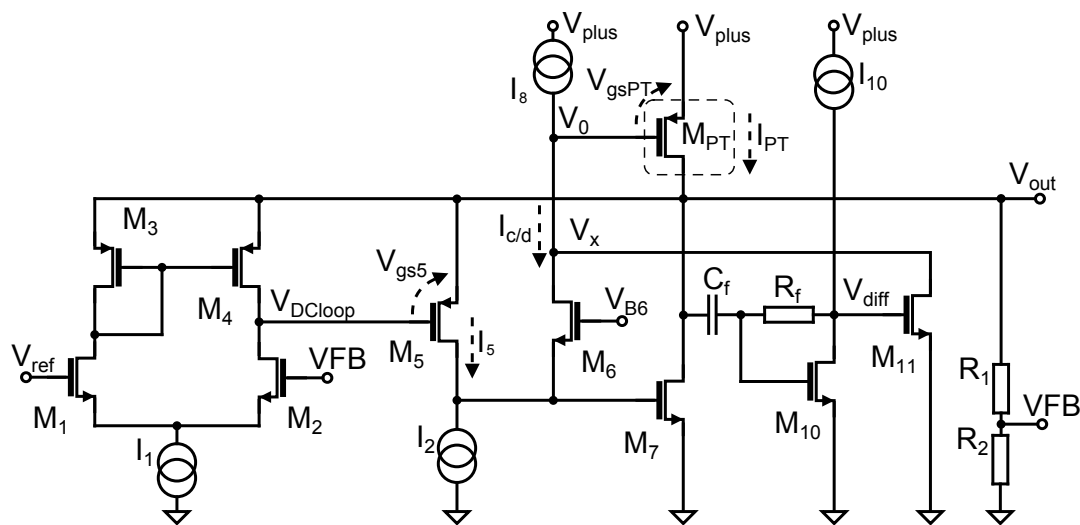 V_plus V_plus V_plus
I_8 V_gsPT I_10
V_0 M_PT I_PT
V_out
M_3 I_c/d V_x
V_gs5 C_f R_f V_diff
M_4 V_DCloop V_B6
V_ref VFB M_5 I_5 M_6 M_11 R_1
M_1 M_2 M_7 M_10 VFB
I_1 I_2 R_2